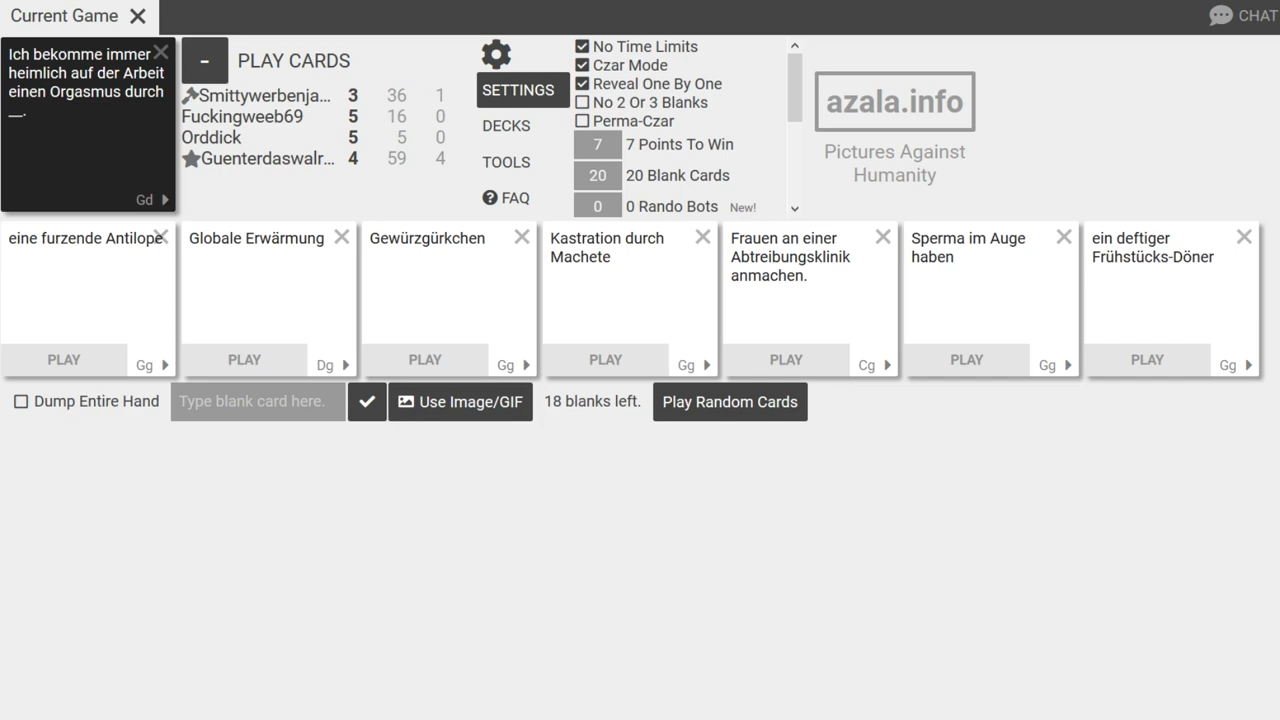 Current Game
CHAT
Ich bekomme immer
heimlich auf der Arbeit
einen Orgasmus durch
__.
Gd
-
PLAY CARDS
Smittywerbenja... 3 36 1
Fuckingweeb69 5 16 0
Orddick 5 5 0
Guenterdaswalr... 4 59 4
SETTINGS
DECKS
TOOLS
FAQ
No Time Limits
Czar Mode
Reveal One By One
No 2 Or 3 Blanks
Perma-Czar
7 7 Points To Win
20 20 Blank Cards
0 0 Rando Bots New!
azala.info
Pictures Against
Humanity
eine furzende Antilope
PLAY
Gg
Globale Erwärmung
PLAY
Dg
Gewürzgürkchen
PLAY
Gg
Kastration durch
Machete
PLAY
Gg
Frauen an einer
Abtreibungsklinik
anmachen.
PLAY
Cg
Sperma im Auge
haben
PLAY
Gg
ein deftiger
Frühstücks-Döner
PLAY
Gg
Dump Entire Hand
Type blank card here.
Use Image/GIF
18 blanks left.
Play Random Cards